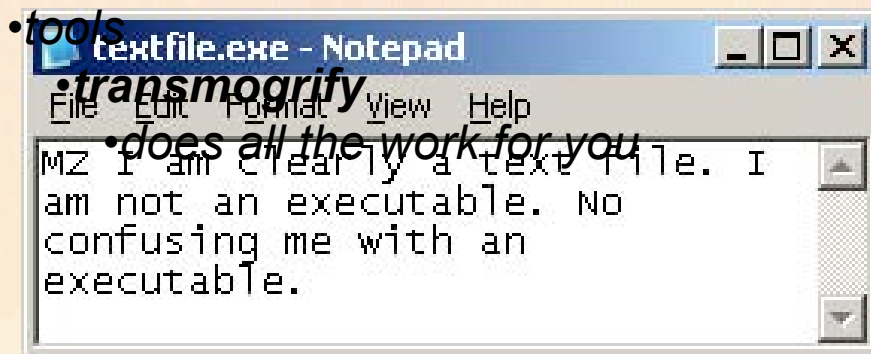 •tools
textfile.exe - Notepad
•transmogrify
File Edit Format View Help
•does all the work for you
MZ I am clearly a text file. I
am not an executable. No
confusing me with an
executable.